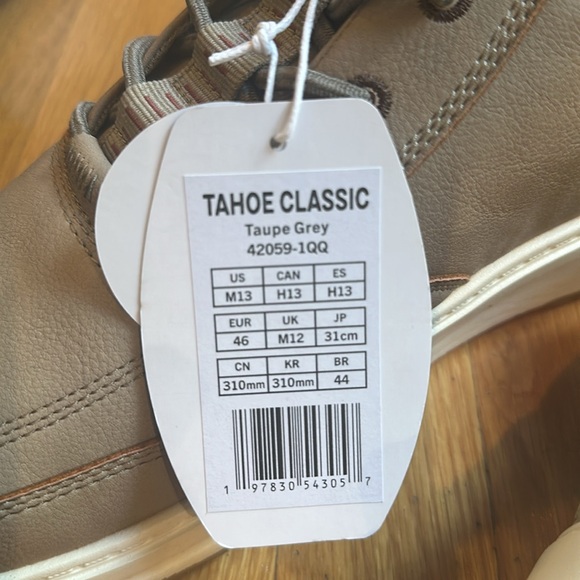 TAHOE CLASSIC
Taupe Grey
42059-1QQ
US CAN ES
M13 H13 H13
EUR UK JP
46 M12 31cm
CN KR BR
310mm 310mm 44
1 97830 54305 7